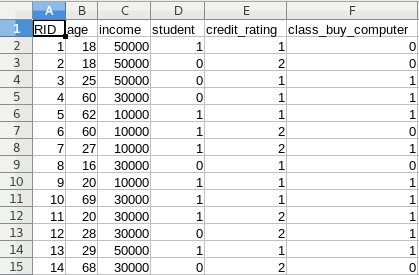 A B C D E F
1 RID age income student credit_rating class_buy_computer
2 1 18 50000 1 1 0
3 2 18 50000 0 2 0
4 3 25 50000 0 1 1
5 4 60 30000 0 1 1
6 5 62 10000 1 1 1
7 6 60 10000 1 2 0
8 7 27 10000 1 2 1
9 8 16 30000 0 1 0
10 9 20 10000 1 1 1
11 10 69 30000 1 1 1
12 11 20 30000 1 2 1
13 12 28 30000 0 2 1
14 13 29 50000 1 1 1
15 14 68 30000 0 2 0